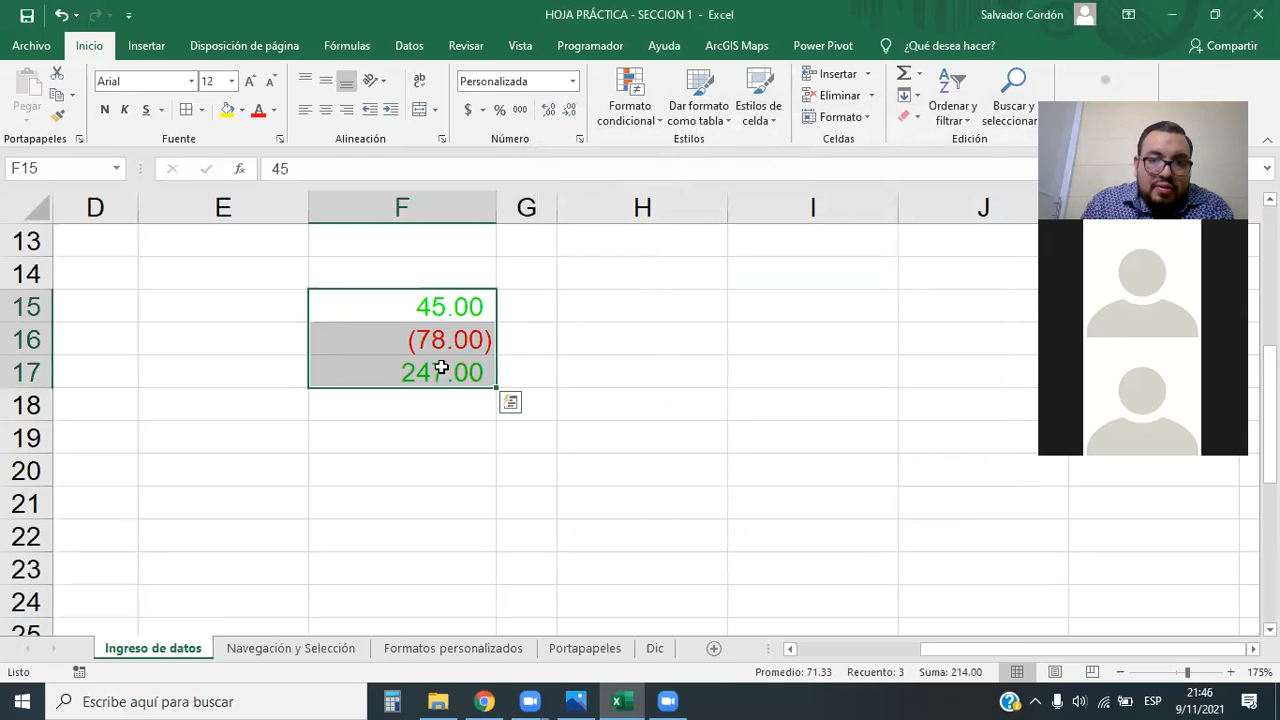 HOJA PRÁCTICA - SECCION 1 - Excel
Salvador Cordón
Archivo Inicio Insertar Disposición de página Fórmulas Datos Revisar Vista Programador Ayuda ArcGIS Maps Power Pivot ¿Qué desea hacer? Compartir
Pegar
Portapapeles
Arial 12
N K S
Fuente
ab
Alineación
Personalizada
$ % 000
Número
Formato condicional
Dar formato como tabla
Estilos de celda
Estilos
Insertar
Eliminar
Formato
Celdas
Ordenar y filtrar
Buscar y seleccionar
Edición
F15 fx 45
D E F G H I J
13
14
15 45.00
16 (78.00)
17 247.00
18
19
20
21
22
23
24
25
Ingreso de datos Navegación y Selección Formatos personalizados Portapapeles Dic
Listo Promedio: 71.33 Recuento: 3 Suma: 214.00 175%
Escribe aquí para buscar ESP 21:46
9/11/2021